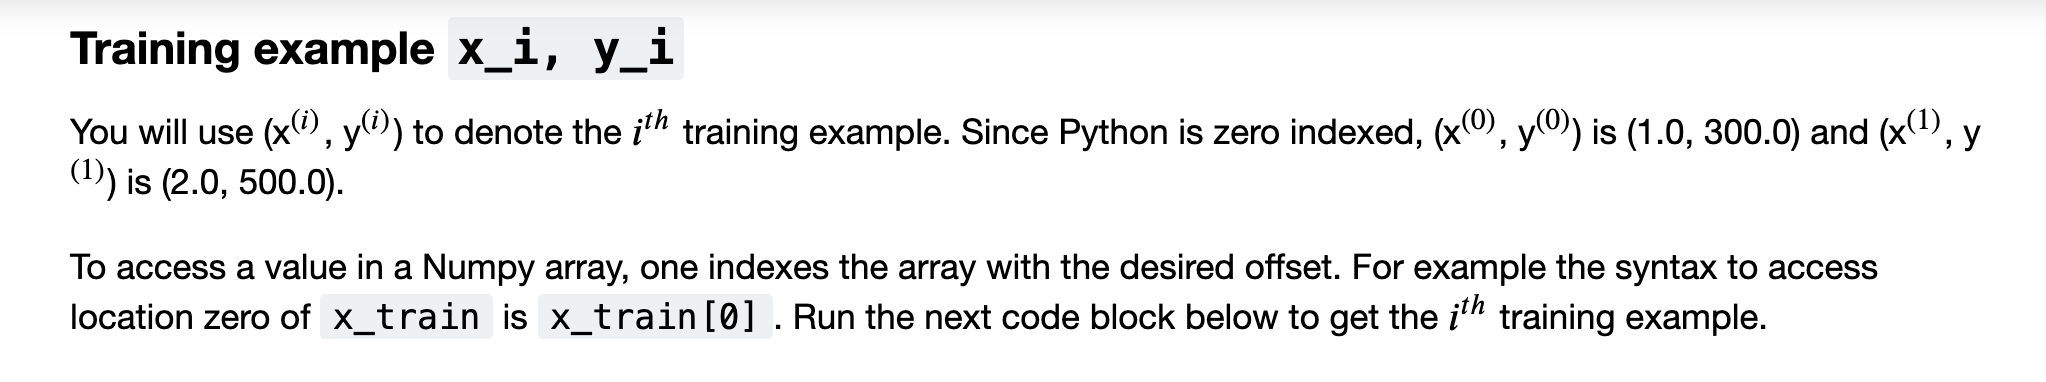 Training example x_i, y_i
You will use (x⁽ⁱ⁾, y⁽ⁱ⁾) to denote the iᵗʰ training example. Since Python is zero indexed, (x⁽⁰⁾, y⁽⁰⁾) is (1.0, 300.0) and (x⁽¹⁾, y
⁽¹⁾) is (2.0, 500.0).
To access a value in a Numpy array, one indexes the array with the desired offset. For example the syntax to access
location zero of x_train is x_train[0] . Run the next code block below to get the iᵗʰ training example.